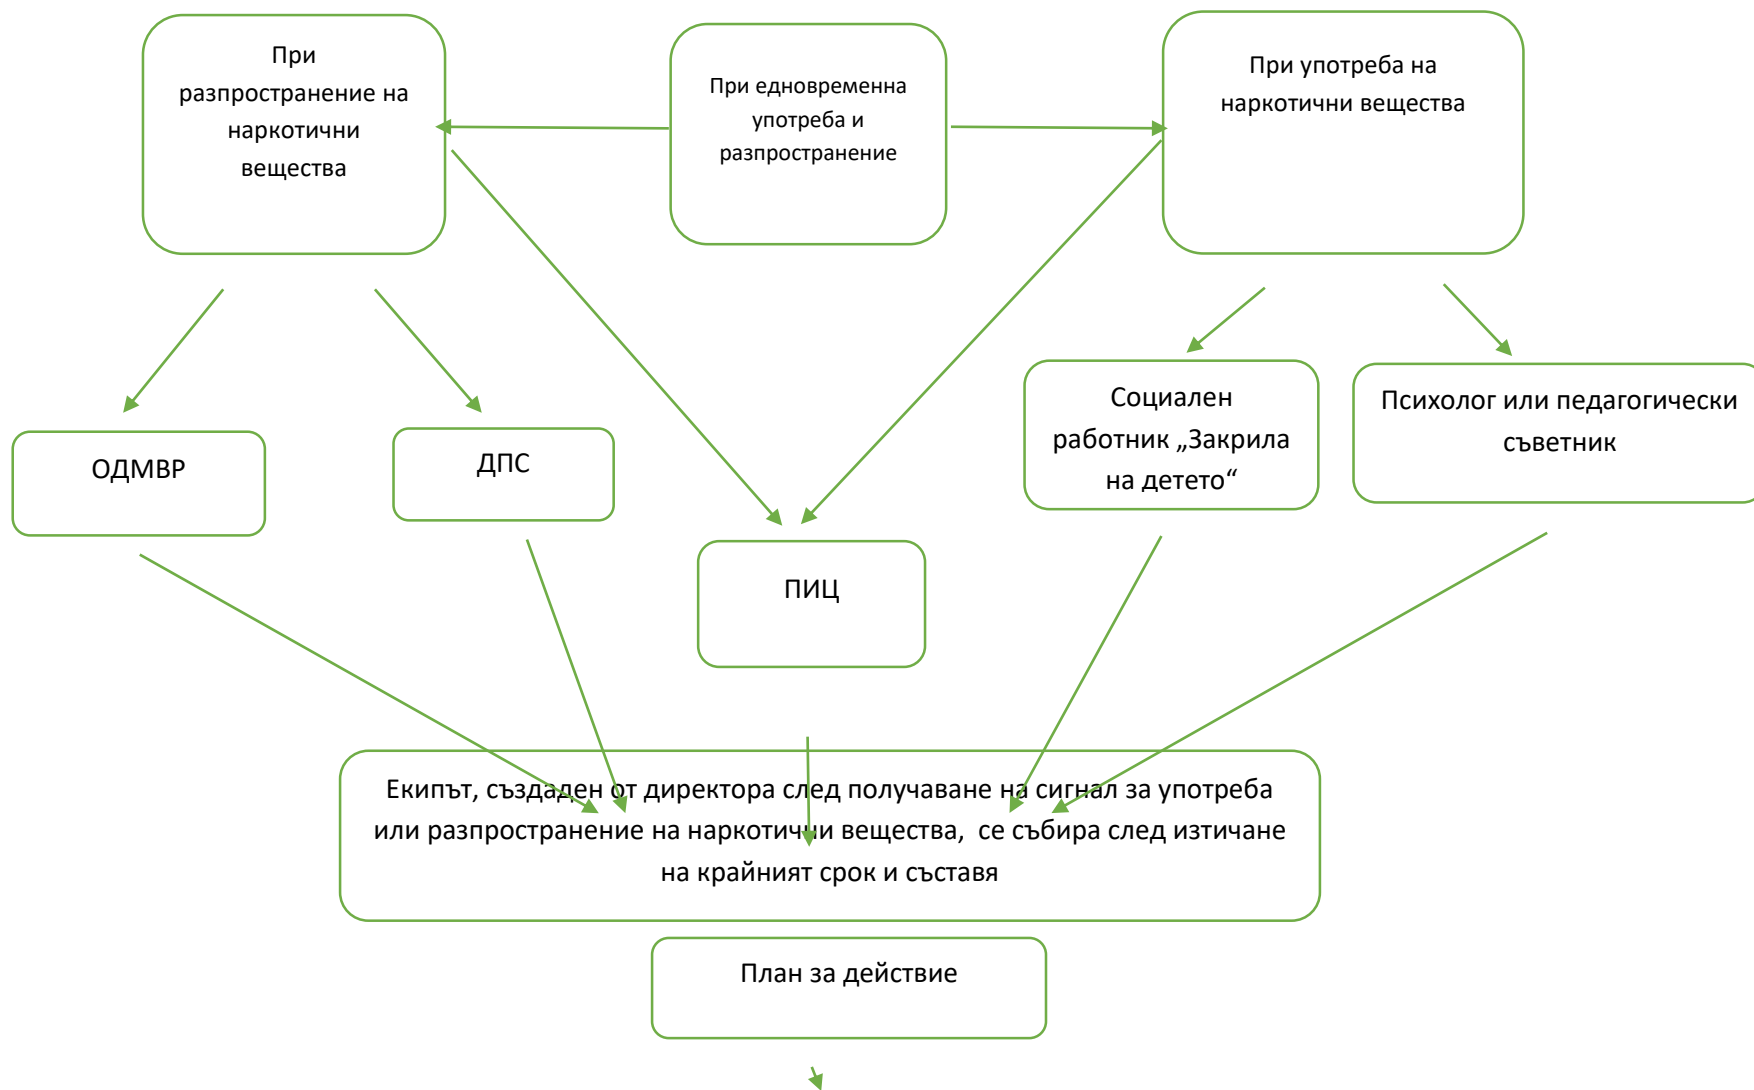 При
разпространение на
наркотични
вещества
При едновременна
употреба и
разпространение
При употреба на
наркотични вещества
ОДМВР
ДПС
ПИЦ
Социален
работник „Закрила
на детето“
Психолог или педагогически
съветник
Екипът, създаден от директора след получаване на сигнал за употреба
или разпространение на наркотични вещества, се събира след изтичане
на крайният срок и съставя
План за действие